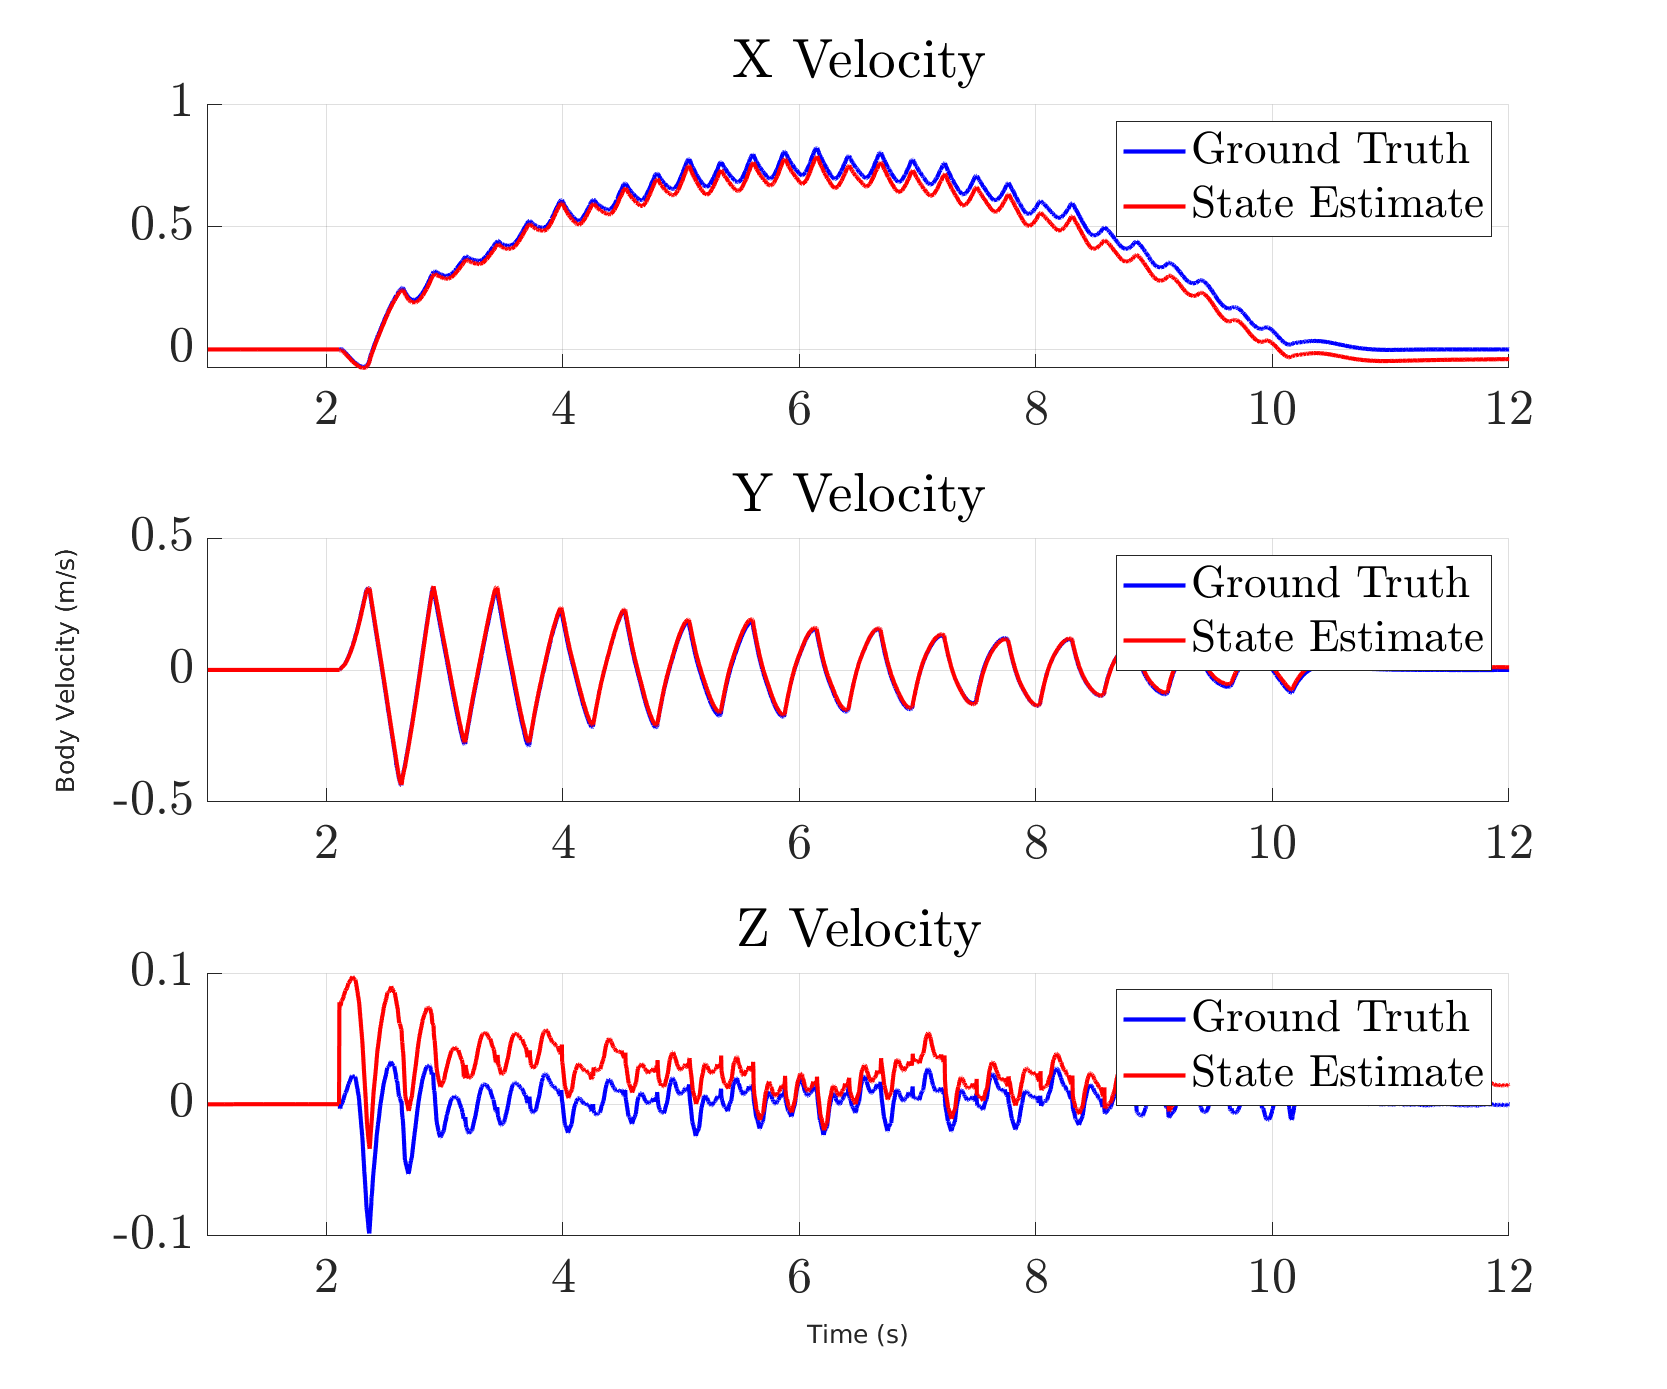 X Velocity
1
0.5
0
Ground Truth
State Estimate
2 4 6 8 10 12
Y Velocity
0.5
0
-0.5
Ground Truth
State Estimate
2 4 6 8 10 12
Body Velocity (m/s)
Z Velocity
0.1
0
-0.1
Ground Truth
State Estimate
2 4 6 8 10 12
Time (s)